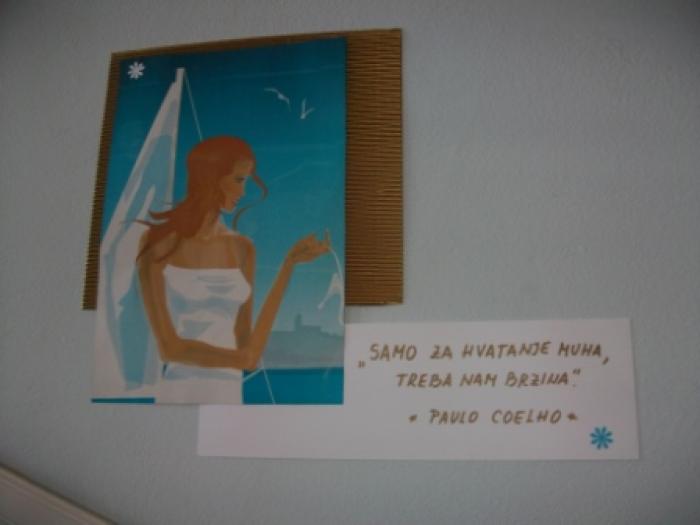 „SAMO ZA HVATANJE MUHA,
TREBA NAM BRZINA".
* PAULO COELHO *